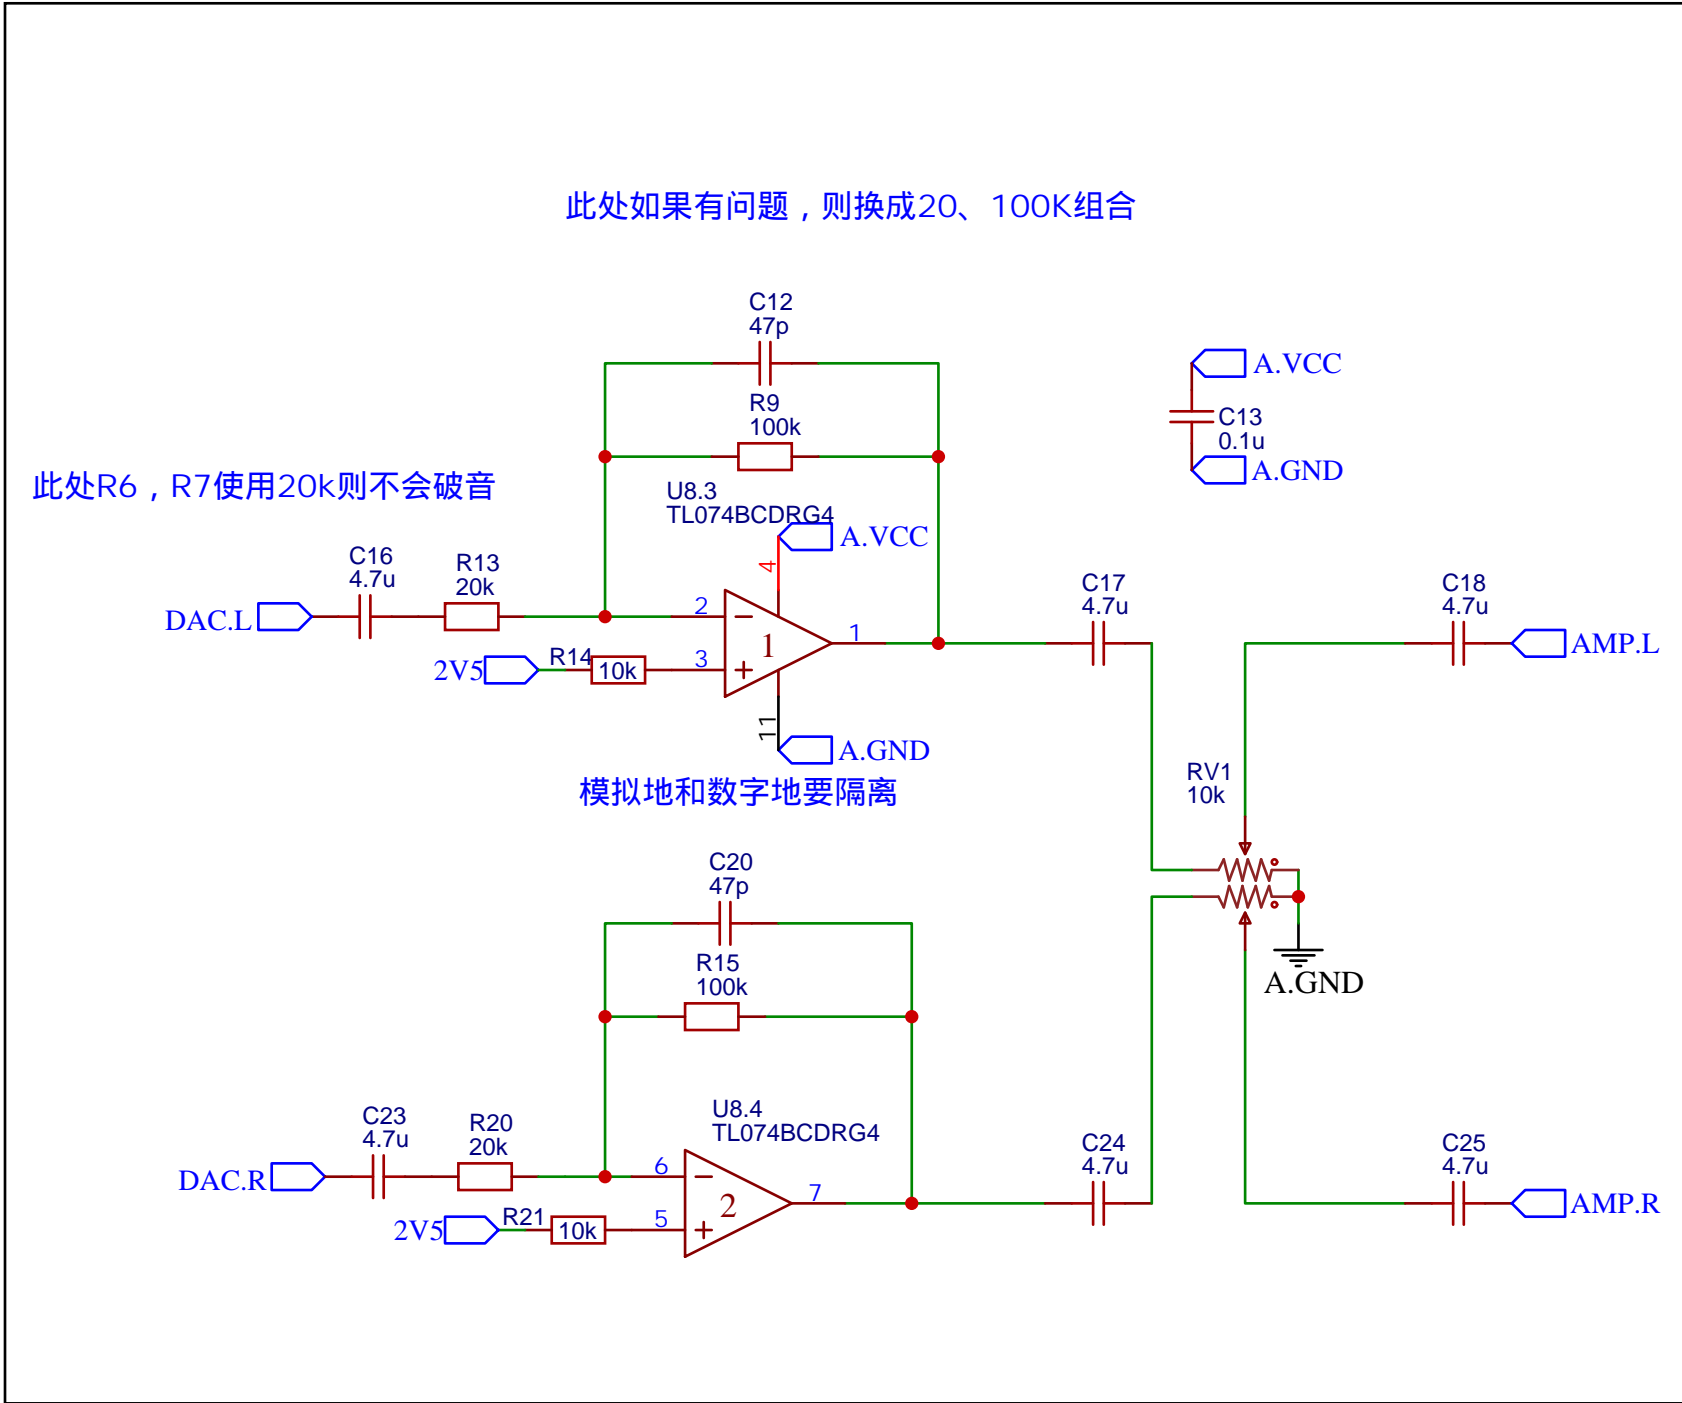 此处如果有问题，则换成20、100K组合
C12
47p
R9
100k
A.VCC
C13
0.1u
A.GND
此处R6，R7使用20k则不会破音
U8.3
TL074BCDRG4
A.VCC
4
C16
4.7u
R13
20k
DAC.L
2
1
1
2V5
R14
10k
3
11
A.GND
C17
4.7u
C18
4.7u
AMP.L
模拟地和数字地要隔离
RV1
10k
A.GND
C20
47p
R15
100k
U8.4
TL074BCDRG4
C23
4.7u
R20
20k
DAC.R
6
2
7
2V5
R21
10k
5
C24
4.7u
C25
4.7u
AMP.R